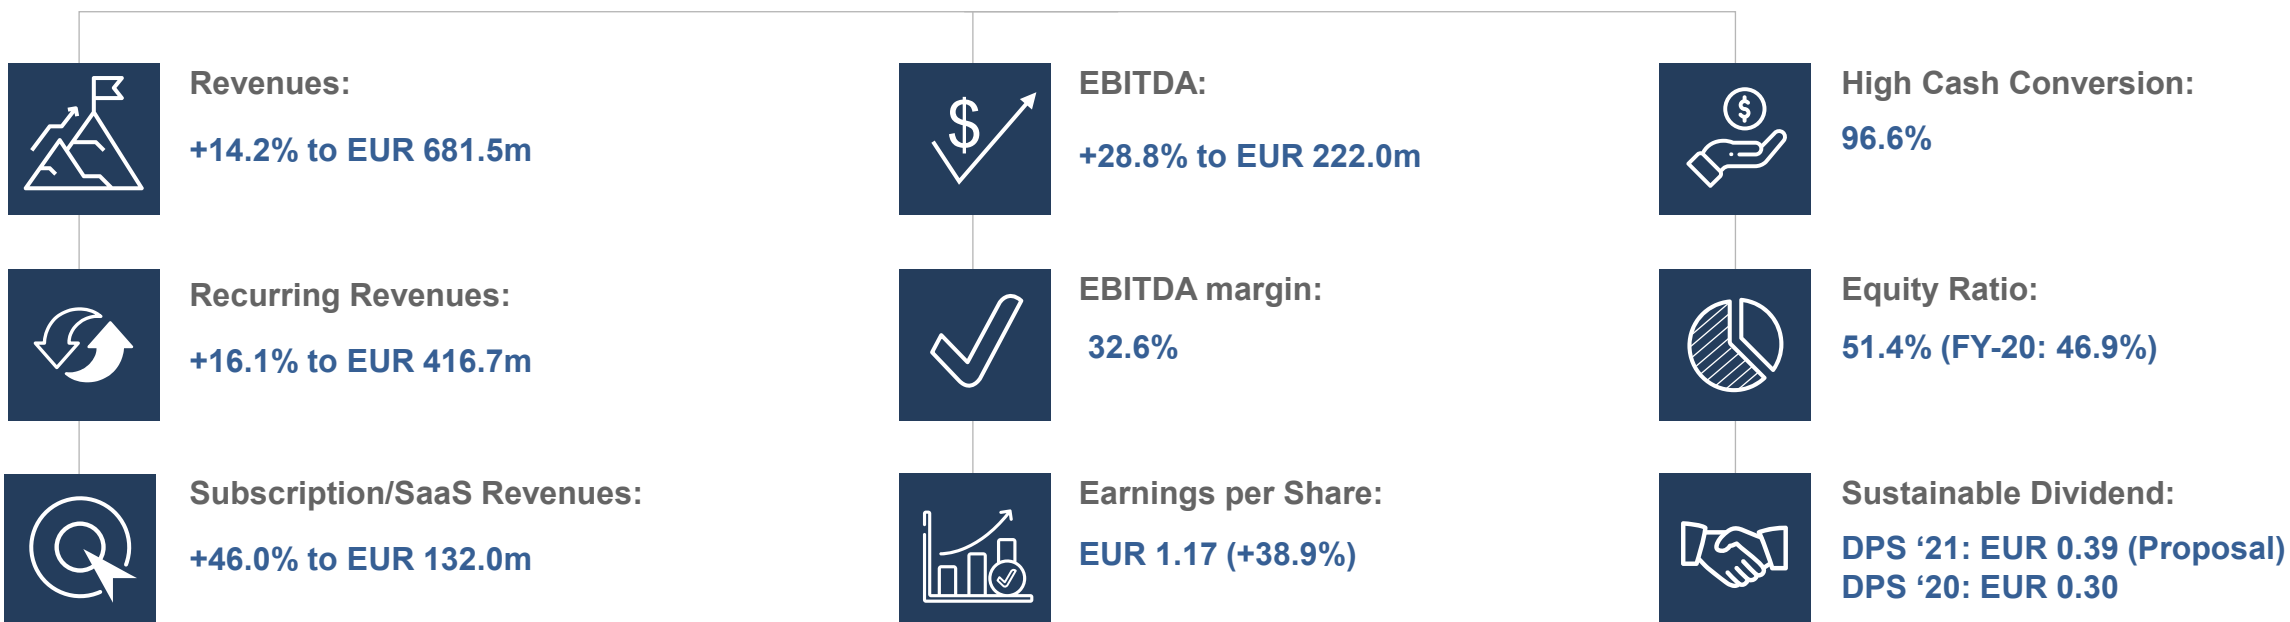 Revenues:
+14.2% to EUR 681.5m
Recurring Revenues:
+16.1% to EUR 416.7m
Subscription/SaaS Revenues:
+46.0% to EUR 132.0m
$
EBITDA:
+28.8% to EUR 222.0m
EBITDA margin:
32.6%
Earnings per Share:
EUR 1.17 (+38.9%)
$
High Cash Conversion:
96.6%
Equity Ratio:
51.4% (FY-20: 46.9%)
Sustainable Dividend:
DPS ‘21: EUR 0.39 (Proposal)
DPS ‘20: EUR 0.30